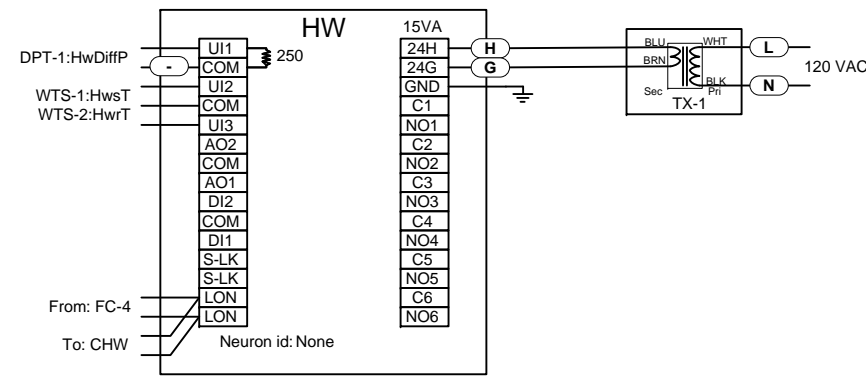 HW
15VA
DPT-1:HwDiffP
-
WTS-1:HwsT
WTS-2:HwrT
From: FC-4
To: CHW
UI1
COM
UI2
COM
UI3
AO2
COM
AO1
DI2
COM
DI1
S-LK
S-LK
LON
LON
250
Neuron id: None
24H
24G
GND
C1
NO1
C2
NO2
C3
NO3
C4
NO4
C5
NO5
C6
NO6
H
G
BLU
WHT
BRN
BLK
Sec
Pri
TX-1
L
N
120 VAC